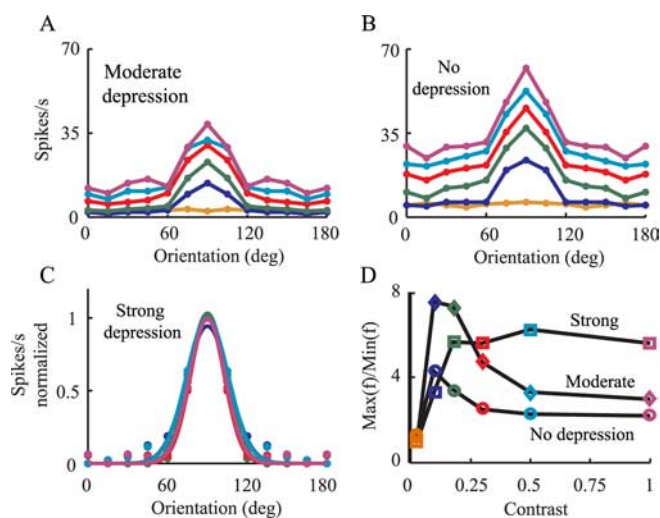 A
70
35
0
Spikes/s
Moderate
depression
0 60 120 180
Orientation (deg)
B
70
35
0
No
depression
0 60 120 180
Orientation (deg)
C
1
0.5
0
Spikes/s
normalized
Strong
depression
0 60 120 180
Orientation (deg)
D
8
4
0
Max(f)/Min(f)
Strong
Moderate
No depression
0 0.25 0.5 1
Contrast